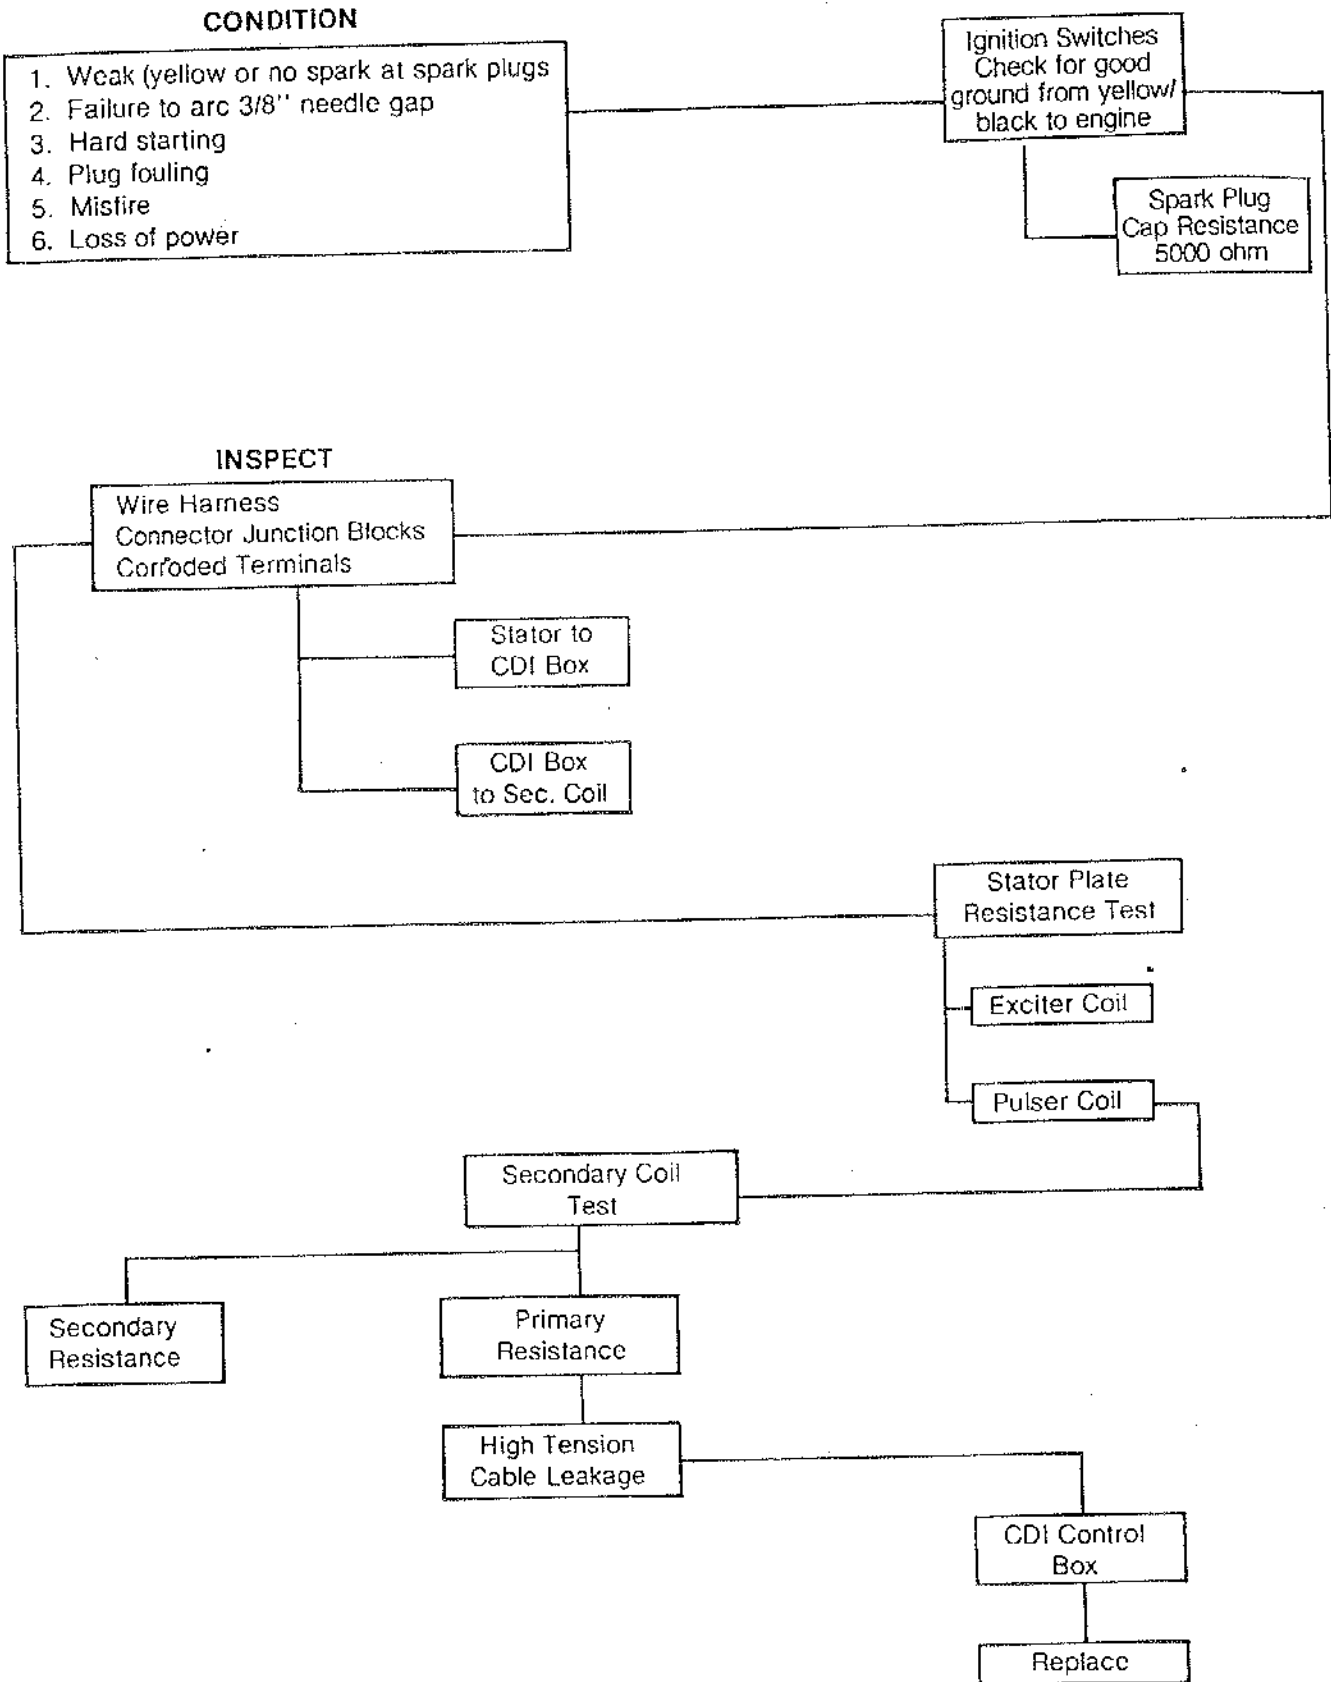 CONDITION
1. Weak (yellow or no spark at spark plugs
2. Failure to arc 3/8'' needle gap
3. Hard starting
4. Plug fouling
5. Misfire
6. Loss of power
Ignition Switches
Check for good
ground from yellow/
black to engine
Spark Plug
Cap Resistance
5000 ohm
INSPECT
Wire Harness
Connector Junction Blocks
Corroded Terminals
Stator to
CDI Box
CDI Box
to Sec. Coil
Stator Plate
Resistance Test
Exciter Coil
Pulser Coil
Secondary Coil
Test
Secondary
Resistance
Primary
Resistance
High Tension
Cable Leakage
CDI Control
Box
Replace